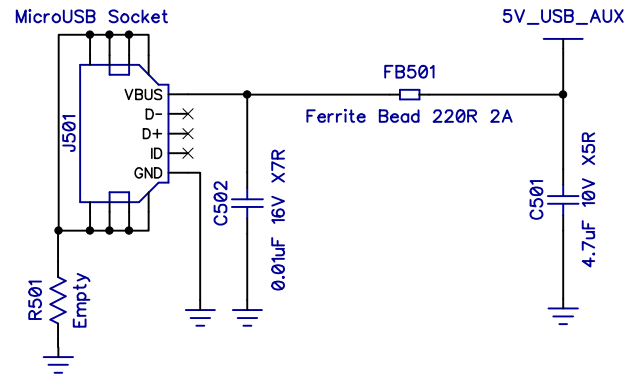 MicroUSB Socket
5V_USB_AUX
FB501
Ferrite Bead 220R 2A
J501
VBUS
D-
D+
ID
GND
C502
0.01uF 16V X7R
C501
4.7uF 10V X5R
R501
Empty